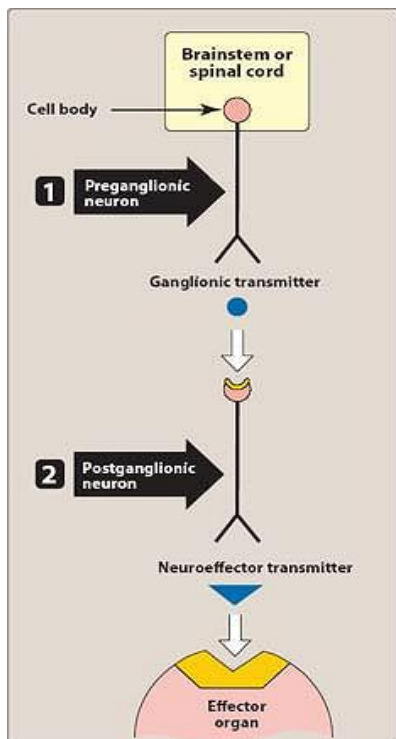 Brainstem or
spinal cord
Cell body
1 Preganglionic
neuron
Ganglionic transmitter
2 Postganglionic
neuron
Neuroeffector transmitter
Effector
organ